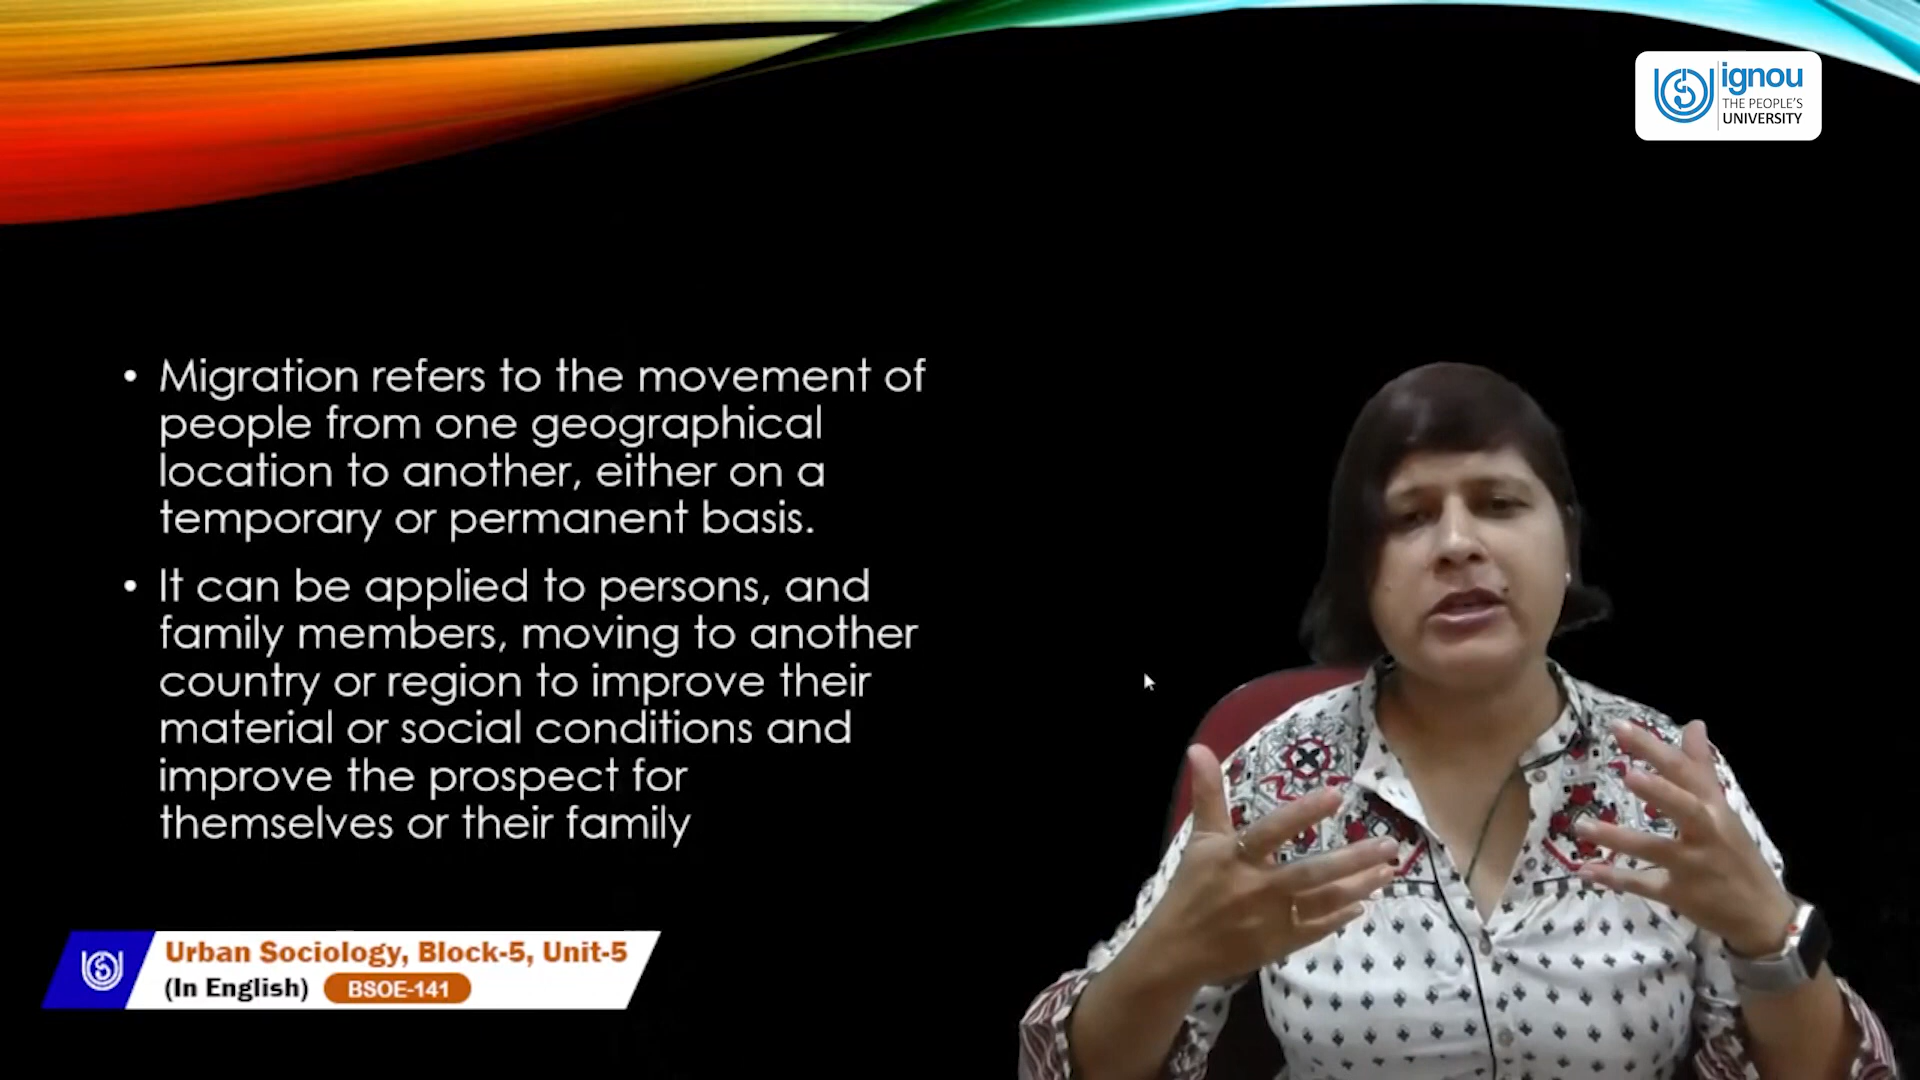 ignou
THE PEOPLE'S
UNIVERSITY
• Migration refers to the movement of
people from one geographical
location to another, either on a
temporary or permanent basis.
• It can be applied to persons, and
family members, moving to another
country or region to improve their
material or social conditions and
improve the prospect for
themselves or their family
Urban Sociology, Block-5, Unit-5
(In English) BSOE-141